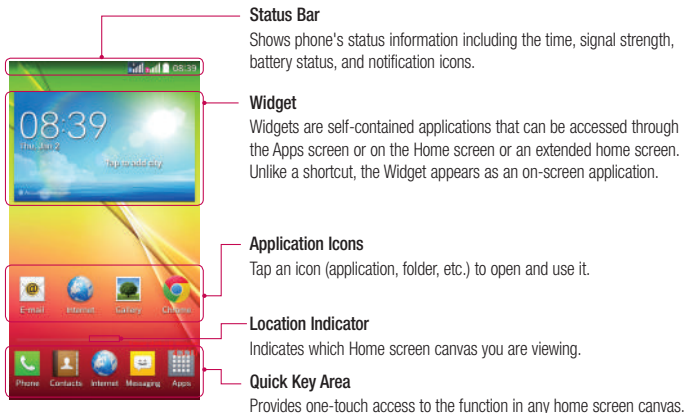 Status Bar
Shows phone's status information including the time, signal strength,
battery status, and notification icons.
08:39
Widget
Widgets are self-contained applications that can be accessed through
the Apps screen or on the Home screen or an extended home screen.
Unlike a shortcut, the Widget appears as an on-screen application.
08:39
Thu, Jan 2
Tap to add city
Application Icons
Tap an icon (application, folder, etc.) to open and use it.
E-mail Internet Gallery Chrome
Location Indicator
Indicates which Home screen canvas you are viewing.
Quick Key Area
Provides one-touch access to the function in any home screen canvas.
Phone Contacts Internet Messaging Apps